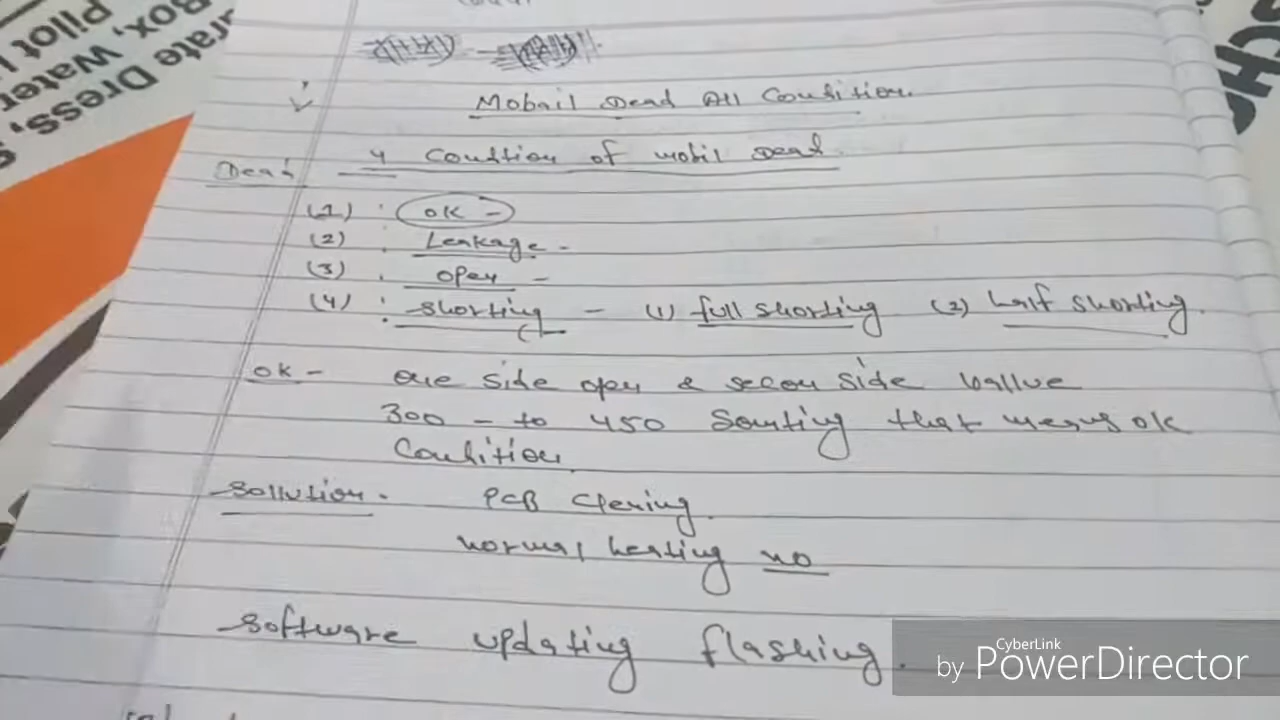 Mobail Dead All Condition.
Dead 4 Condtion of mobil Dead
(1) : OK -
(2) : Leakage -
(3) . open -
(4) : shorting - (1) full shorting (2) half shorting.
OK - one side open & secon side vallue
300 - to 450 Sorting that means ok
Condition.
Sollution. PCB Clening.
normal heating no
Software updating flashing.
CyberLink
by PowerDirector
rate Dress,
Box, Water
pilot